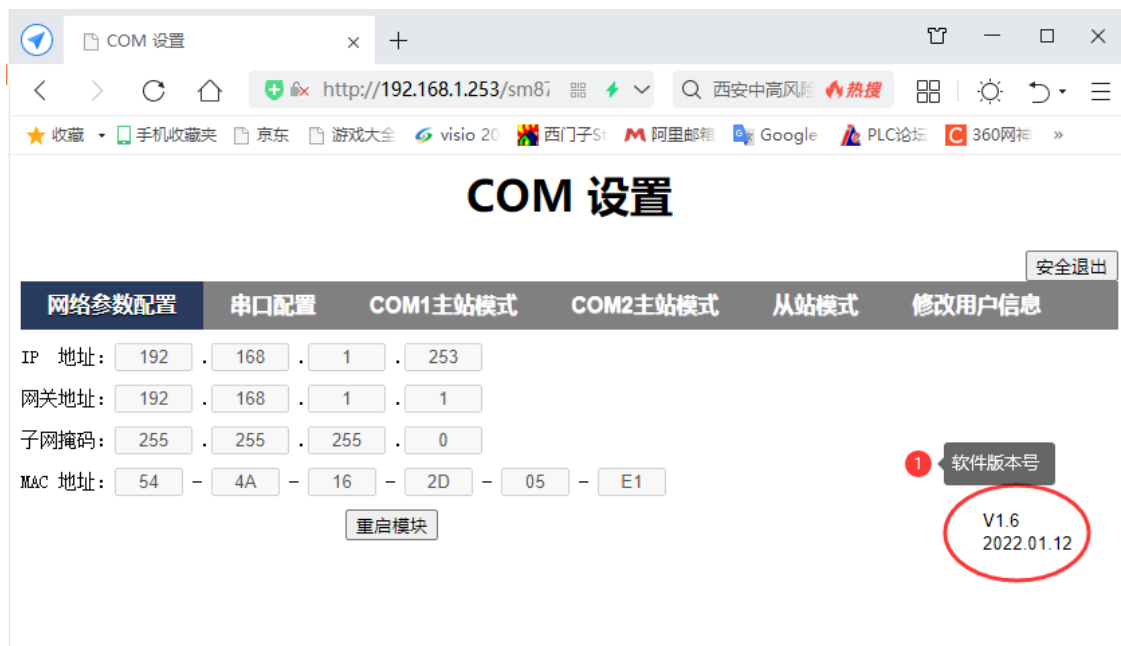 COM 设置
http://192.168.1.253/sm87
西安中高风险 热搜
收藏 手机收藏夹 京东 游戏大全 visio 20 西门子St 阿里邮箱 Google PLC论坛 360网神 »
COM 设置
安全退出
网络参数配置 串口配置 COM1主站模式 COM2主站模式 从站模式 修改用户信息
IP 地址: 192 . 168 . 1 . 253
网关地址: 192 . 168 . 1 . 1
子网掩码: 255 . 255 . 255 . 0
MAC 地址: 54 - 4A - 16 - 2D - 05 - E1
1 软件版本号
重启模块
V1.6
2022.01.12